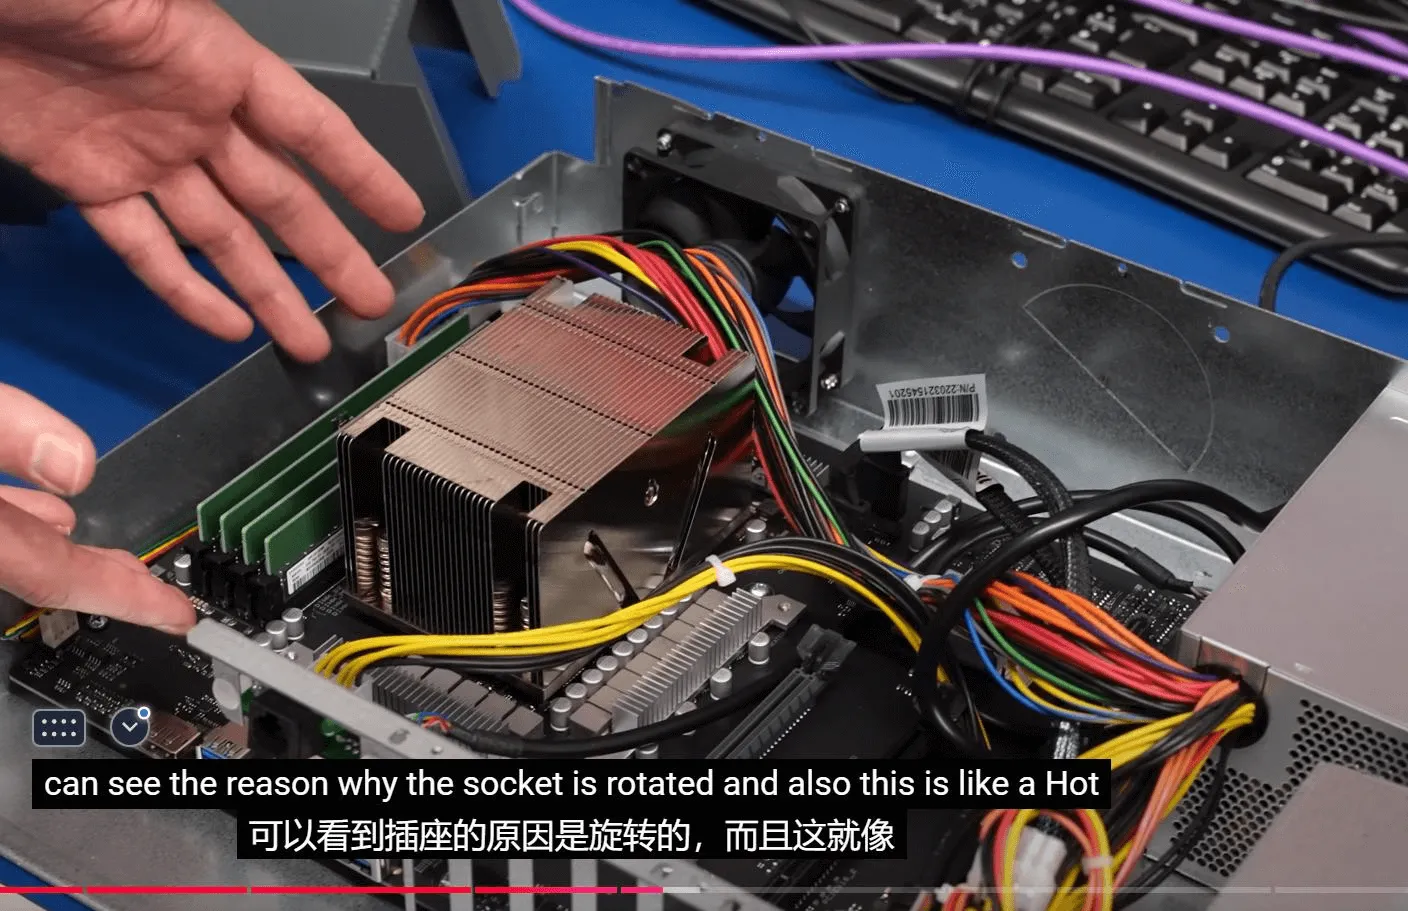 P/N:220321545201
can see the reason why the socket is rotated and also this is like a Hot
可以看到插座的原因是旋转的，而且这就像